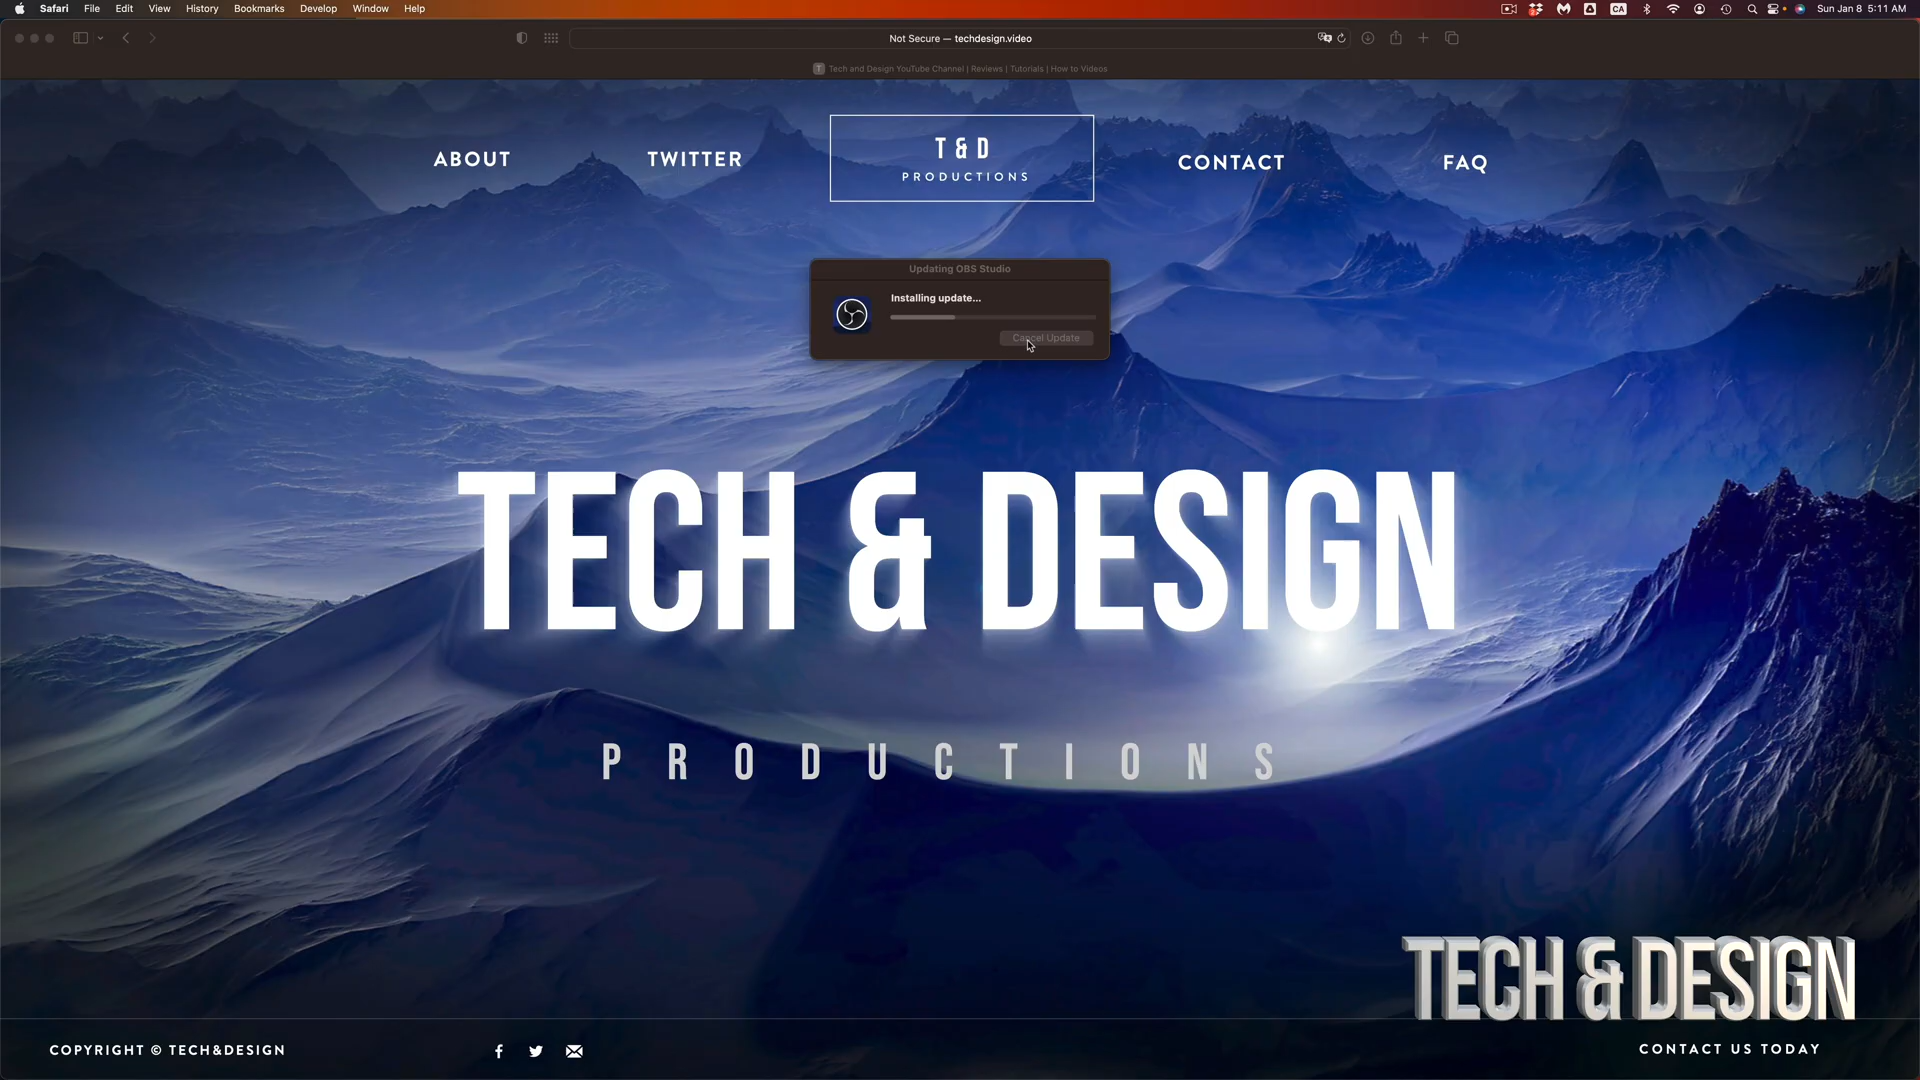 Safari File Edit View History Bookmarks Develop Window Help
CA Sun Jan 8 5:11 AM
Not Secure — techdesign.video
T Tech and Design YouTube Channel | Reviews | Tutorials | How to Videos
ABOUT
TWITTER
T & D
PRODUCTIONS
CONTACT
FAQ
Updating OBS Studio
Installing update...
Cancel Update
TECH & DESIGN
PRODUCTIONS
TECH & DESIGN
COPYRIGHT © TECH&DESIGN
CONTACT US TODAY